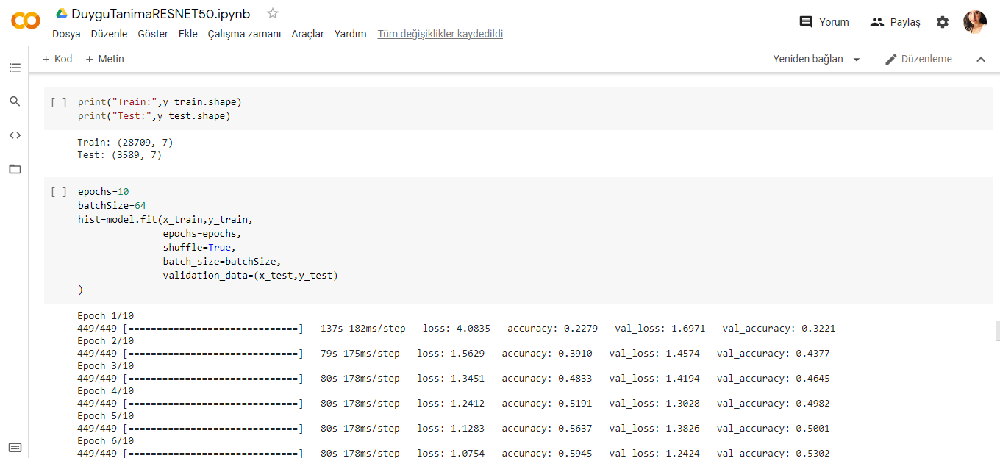 DuyguTanimaRESNET50.ipynb
Dosya Düzenle Göster Ekle Çalışma zamanı Araçlar Yardım Tüm değişiklikler kaydedildi
Yorum Paylaş
+ Kod + Metin
Yeniden bağlan Düzenleme
[ ] print("Train:",y_train.shape)
print("Test:",y_test.shape)
Train: (28709, 7)
Test: (3589, 7)
[ ] epochs=10
batchSize=64
hist=model.fit(x_train,y_train,
epochs=epochs,
shuffle=True,
batch_size=batchSize,
validation_data=(x_test,y_test)
)
Epoch 1/10
449/449 [==============================] - 137s 182ms/step - loss: 4.0835 - accuracy: 0.2279 - val_loss: 1.6971 - val_accuracy: 0.3221
Epoch 2/10
449/449 [==============================] - 79s 175ms/step - loss: 1.5629 - accuracy: 0.3910 - val_loss: 1.4574 - val_accuracy: 0.4377
Epoch 3/10
449/449 [==============================] - 80s 178ms/step - loss: 1.3451 - accuracy: 0.4833 - val_loss: 1.4194 - val_accuracy: 0.4645
Epoch 4/10
449/449 [==============================] - 80s 178ms/step - loss: 1.2412 - accuracy: 0.5191 - val_loss: 1.3028 - val_accuracy: 0.4982
Epoch 5/10
449/449 [==============================] - 80s 178ms/step - loss: 1.1283 - accuracy: 0.5637 - val_loss: 1.3826 - val_accuracy: 0.5001
Epoch 6/10
449/449 [==============================] - 80s 178ms/step - loss: 1.0754 - accuracy: 0.5945 - val_loss: 1.2424 - val_accuracy: 0.5302